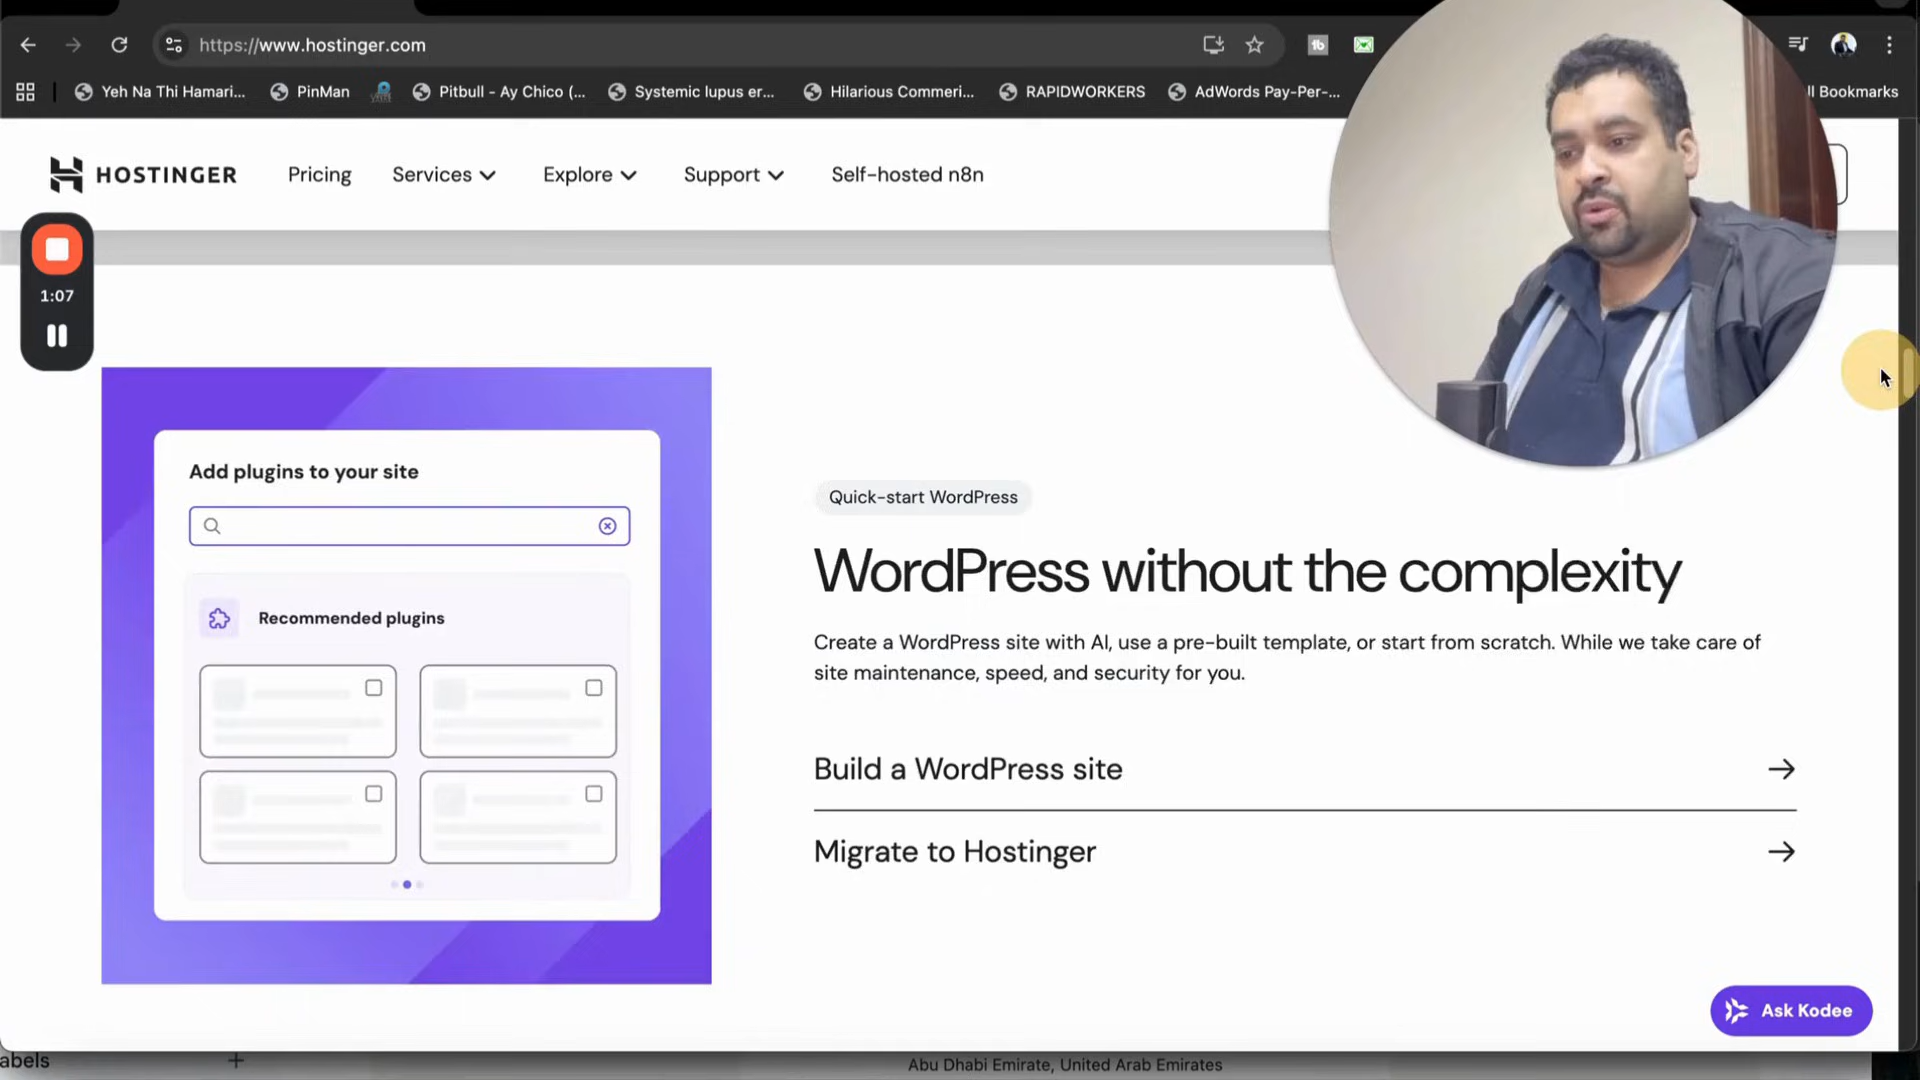 https://www.hostinger.com
Yeh Na Thi Hamari...
PinMan
Pitbull - Ay Chico (...
Systemic lupus er...
Hilarious Commeri...
RAPIDWORKERS
AdWords Pay-Per-...
ll Bookmarks
HOSTINGER
Pricing
Services
Explore
Support
Self-hosted n8n
1:07
Add plugins to your site
Recommended plugins
Quick-start WordPress
WordPress without the complexity
Create a WordPress site with AI, use a pre-built template, or start from scratch. While we take care of
site maintenance, speed, and security for you.
Build a WordPress site
Migrate to Hostinger
Ask Kodee
abels
Abu Dhabi Emirate, United Arab Emirates